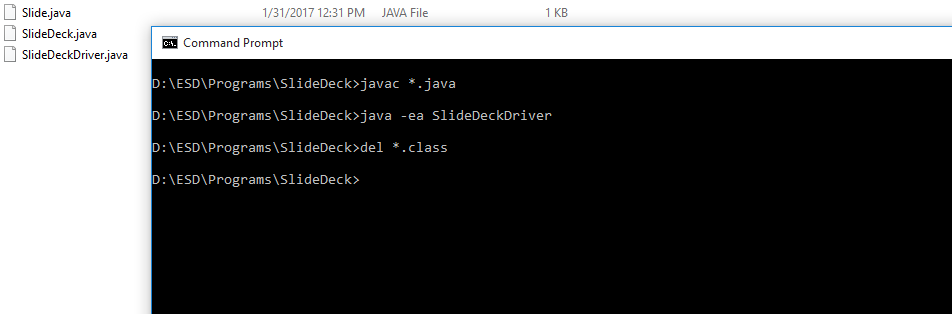 Slide.java 1/31/2017 12:31 PM JAVA File 1 KB
SlideDeck.java
SlideDeckDriver.java
C:\.
Command Prompt
D:\ESD\Programs\SlideDeck>javac *.java
D:\ESD\Programs\SlideDeck>java -ea SlideDeckDriver
D:\ESD\Programs\SlideDeck>del *.class
D:\ESD\Programs\SlideDeck>